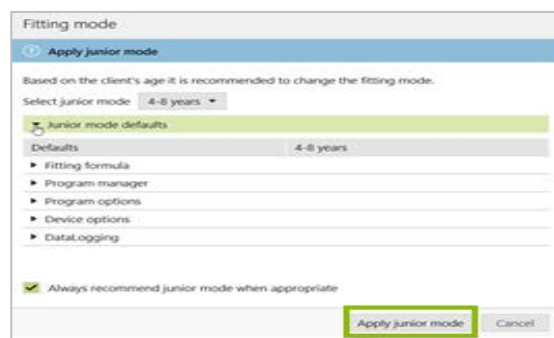 Fitting mode
Apply junior mode
Based on the client's age it is recommended to change the fitting mode.
Select junior mode 4-8 years
Junior mode defaults
Defaults 4-8 years
Fitting formula
Program manager
Program options
Device options
DataLogging
Always recommend junior mode when appropriate
Apply junior mode Cancel